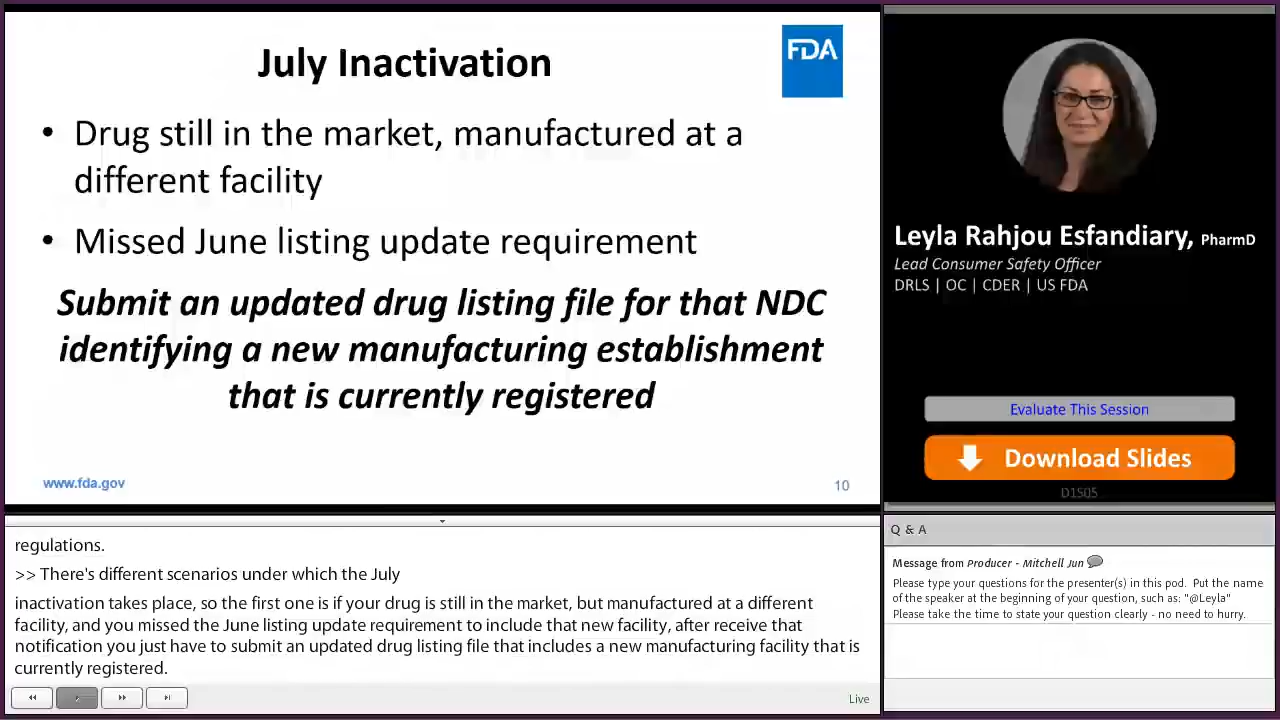 July Inactivation
FDA
• Drug still in the market, manufactured at a
different facility
• Missed June listing update requirement
Submit an updated drug listing file for that NDC
identifying a new manufacturing establishment
that is currently registered
www.fda.gov
10
Leyla Rahjou Esfandiary, PharmD
Lead Consumer Safety Officer
DRLS | OC | CDER | US FDA
Evaluate This Session
Download Slides
D1S05
regulations.
>> There's different scenarios under which the July
inactivation takes place, so the first one is if your drug is still in the market, but manufactured at a different
facility, and you missed the June listing update requirement to include that new facility, after receive that
notification you just have to submit an updated drug listing file that includes a new manufacturing facility that is
currently registered.
Live
Q & A
Message from Producer - Mitchell Jun
Please type your questions for the presenter(s) in this pod. Put the name
of the speaker at the beginning of your question, such as: "@Leyla"
Please take the time to state your question clearly - no need to hurry.